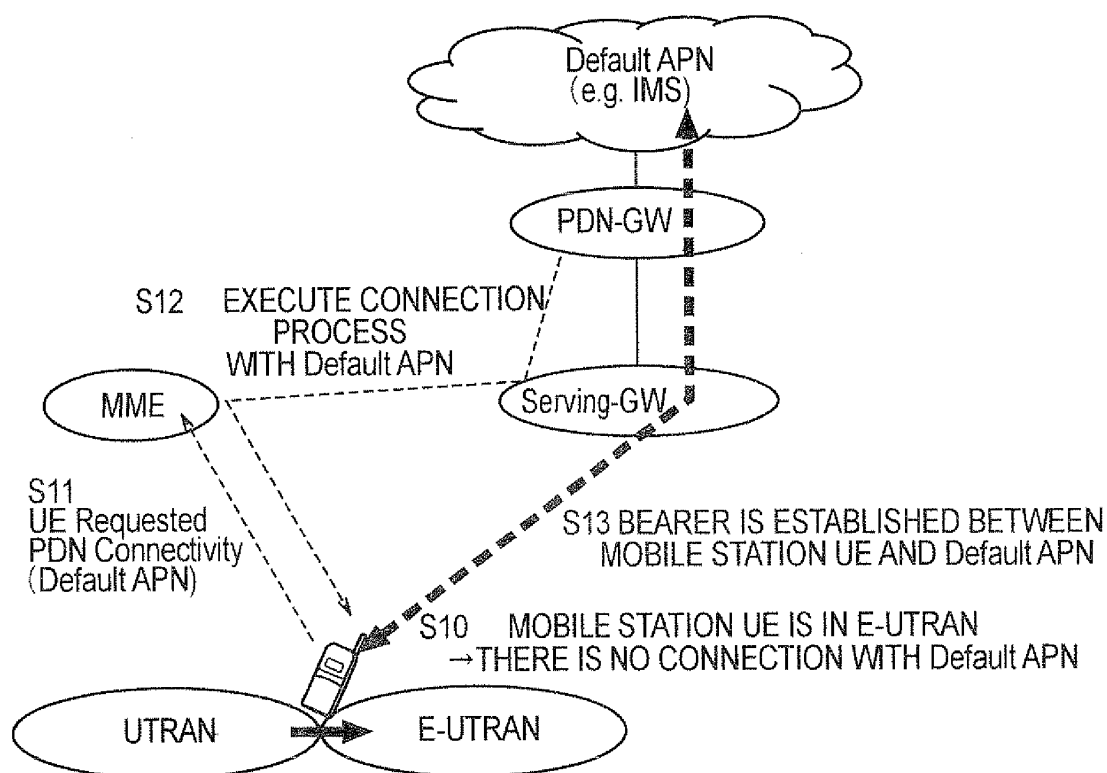 Default APN
(e.g. IMS)
PDN-GW
S12 EXECUTE CONNECTION
PROCESS
WITH Default APN
MME
Serving-GW
S11
UE Requested
PDN Connectivity
(Default APN)
S13 BEARER IS ESTABLISHED BETWEEN
MOBILE STATION UE AND Default APN
S10 MOBILE STATION UE IS IN E-UTRAN
→THERE IS NO CONNECTION WITH Default APN
UTRAN
E-UTRAN